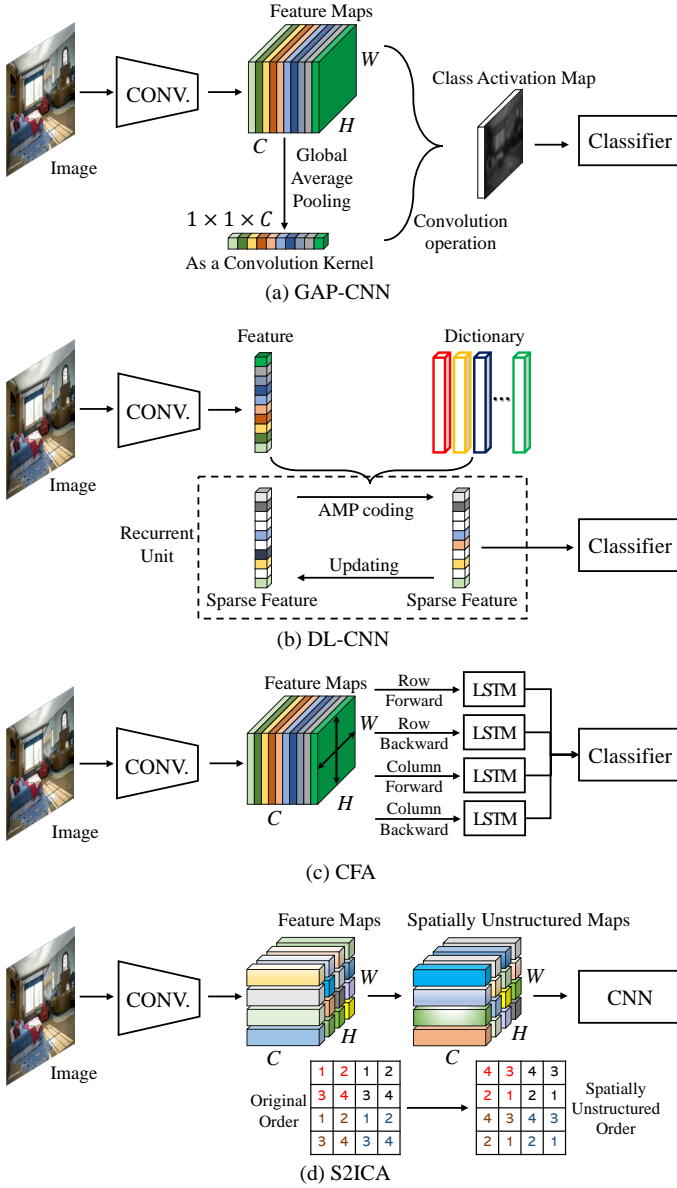 Feature Maps
CONV.
W
Class Activation Map
Classifier
Image
C
H
Global
Average
Pooling
1 × 1 × C
Convolution
operation
As a Convolution Kernel
(a) GAP-CNN
Feature
Dictionary
CONV.
...
Image
Recurrent
Unit
AMP coding
Updating
Classifier
Sparse Feature
Sparse Feature
(b) DL-CNN
Feature Maps
CONV.
W
H
C
Image
Row
Forward
LSTM
Row
Backward
LSTM
Column
Forward
LSTM
Column
Backward
LSTM
Classifier
(c) CFA
Feature Maps
Spatially Unstructured Maps
CONV.
W
W
CNN
C
H
C
H
Image
Original
Order
1 2 1 2
3 4 3 4
1 2 1 2
3 4 3 4
4 3 4 3
2 1 2 1
4 3 4 3
2 1 2 1
Spatially
Unstructured
Order
(d) S2ICA